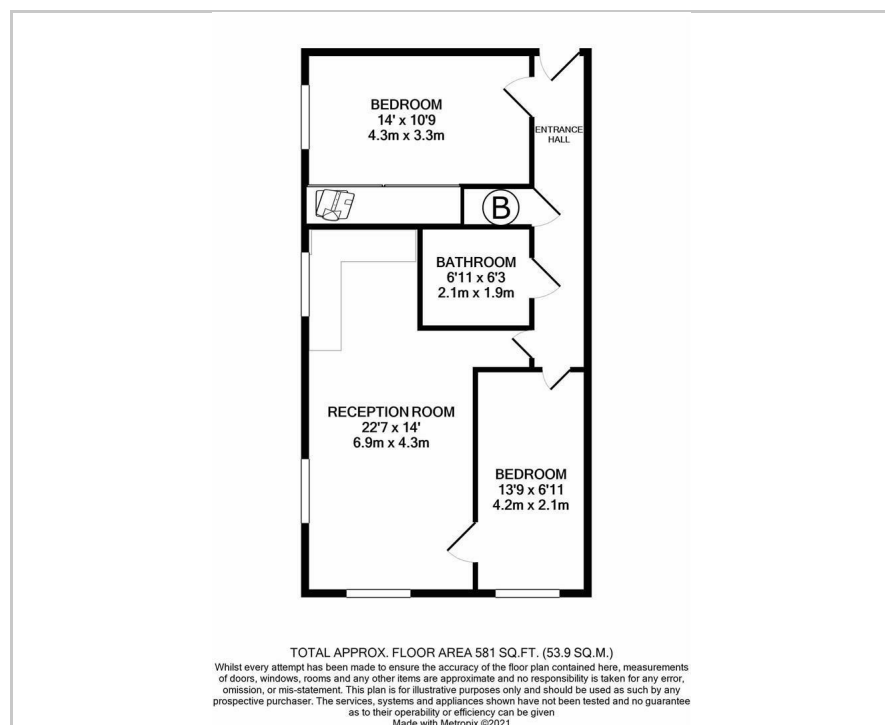 BEDROOM
14' x 10'9
4.3m x 3.3m
ENTRANCE
HALL
B
BATHROOM
6'11 x 6'3
2.1m x 1.9m
RECEPTION ROOM
22'7 x 14'
6.9m x 4.3m
BEDROOM
13'9 x 6'11
4.2m x 2.1m
TOTAL APPROX. FLOOR AREA 581 SQ.FT. (53.9 SQ.M.)
Whilst every attempt has been made to ensure the accuracy of the floor plan contained here, measurements
of doors, windows, rooms and any other items are approximate and no responsibility is taken for any error,
omission, or mis-statement. This plan is for illustrative purposes only and should be used as such by any
prospective purchaser. The services, systems and appliances shown have not been tested and no guarantee
as to their operability or efficiency can be given
Made with Metropix ©2021